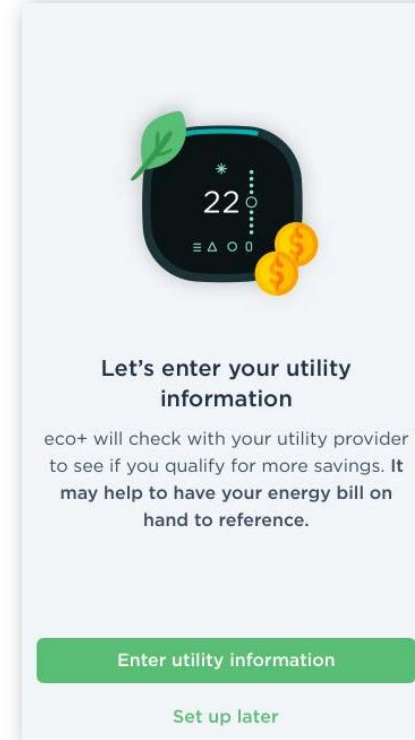 22
Let's enter your utility
information
eco+ will check with your utility provider
to see if you qualify for more savings. It
may help to have your energy bill on
hand to reference.
Enter utility information
Set up later